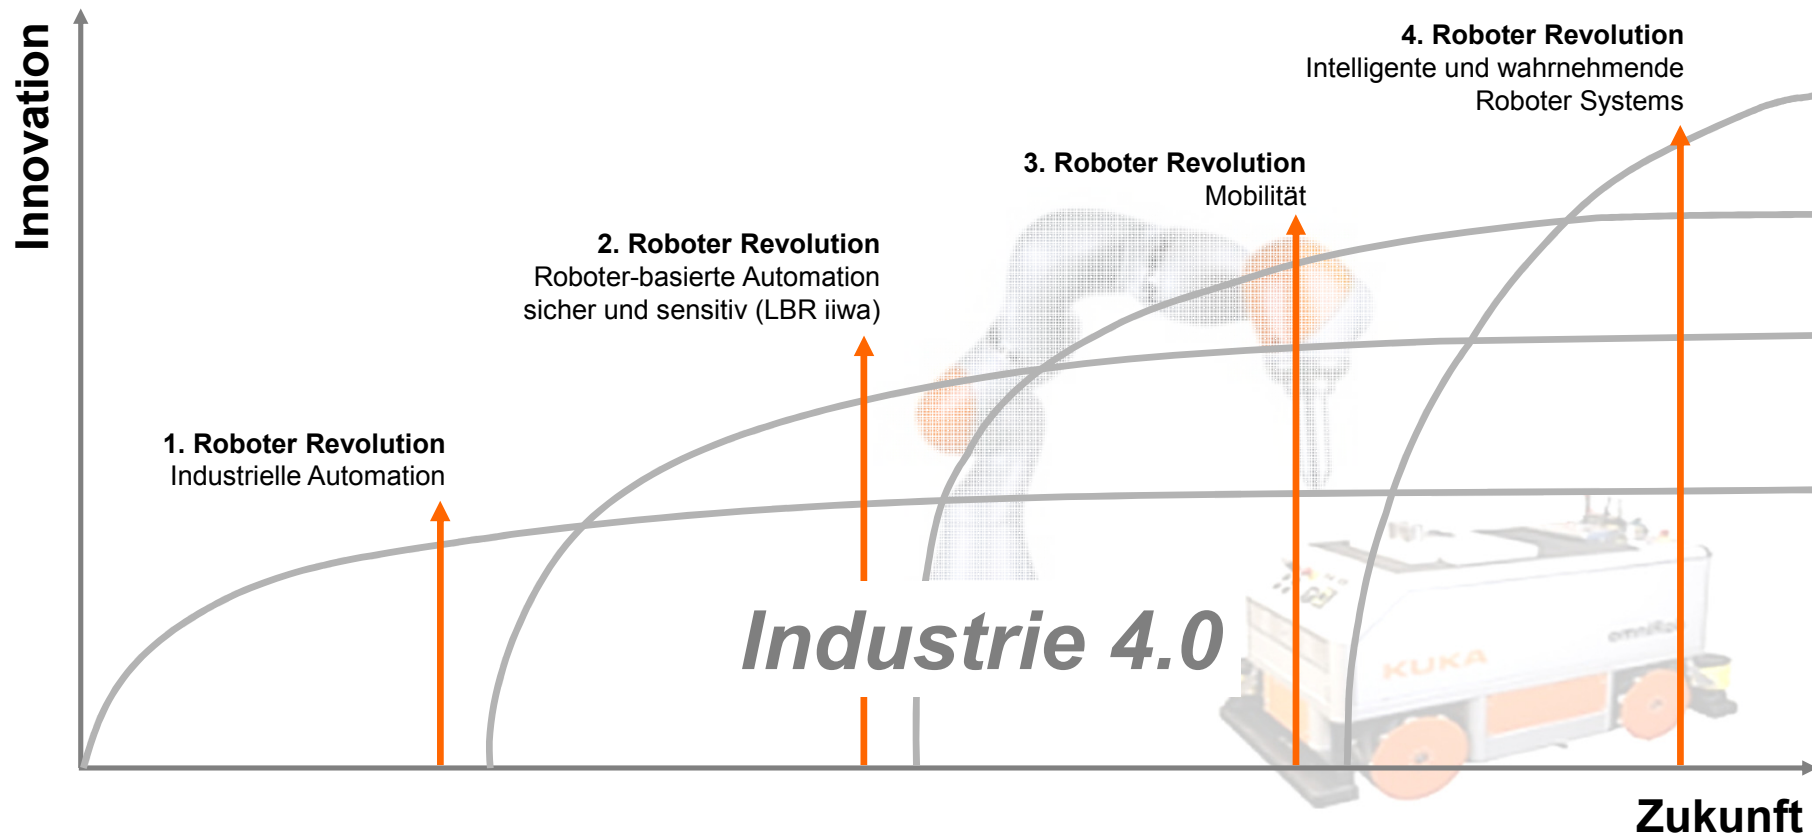 Innovation
4. Roboter Revolution
Intelligente und wahrnehmende
Roboter Systems
3. Roboter Revolution
Mobilität
2. Roboter Revolution
Roboter-basierte Automation
sicher und sensitiv (LBR iiwa)
1. Roboter Revolution
Industrielle Automation
Industrie 4.0
KUKA
Zukunft